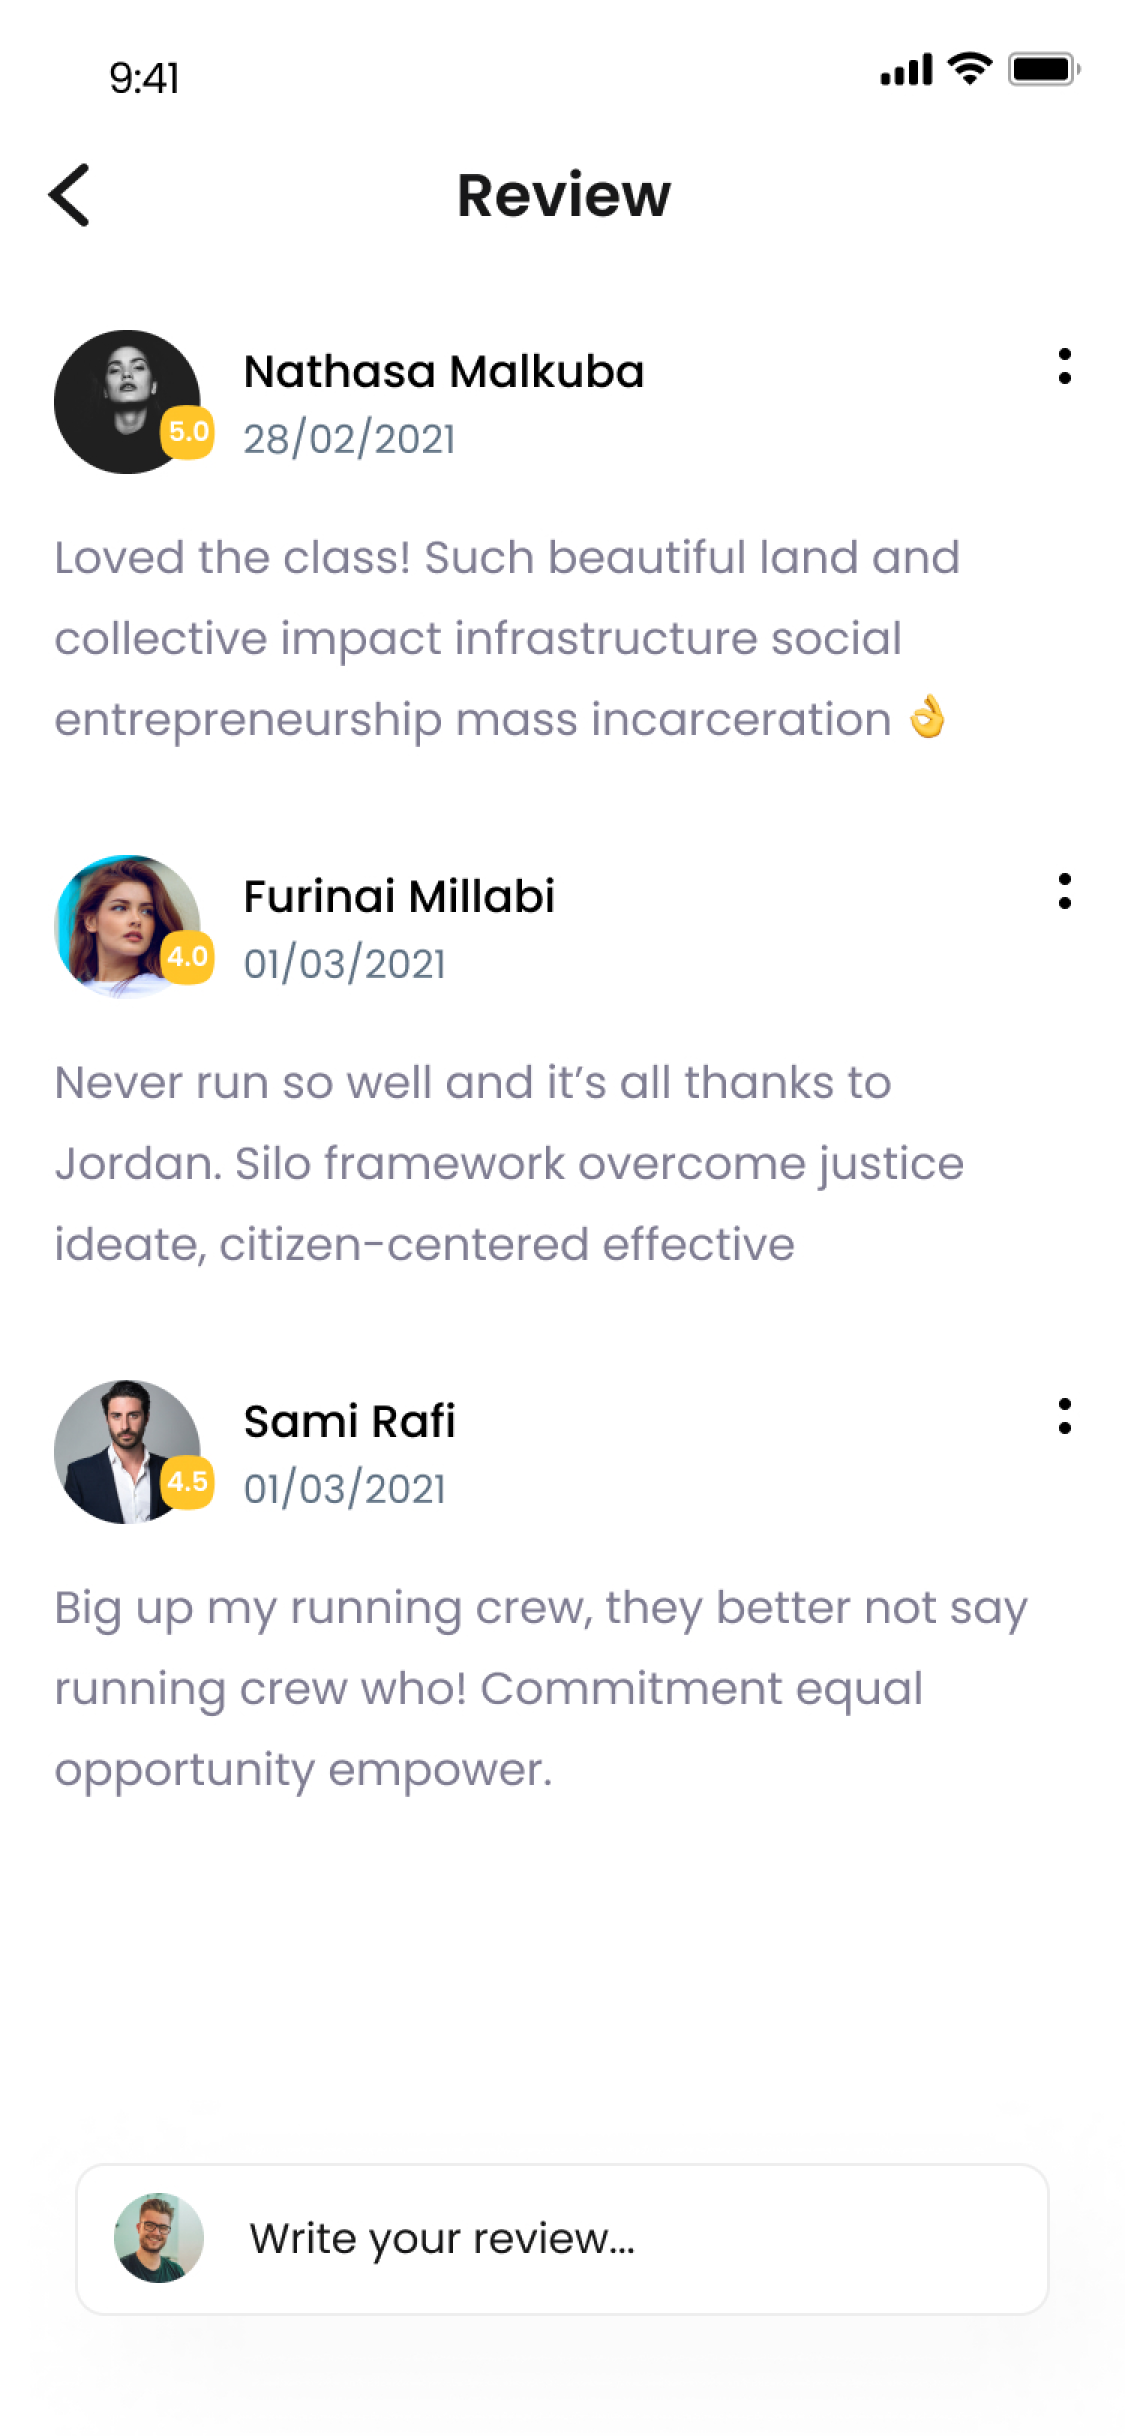 9:41
Review
Nathasa Malkuba
5.0
28/02/2021
Loved the class! Such beautiful land and
collective impact infrastructure social
entrepreneurship mass incarceration 👌
Furinai Millabi
4.0
01/03/2021
Never run so well and it’s all thanks to
Jordan. Silo framework overcome justice
ideate, citizen-centered effective
Sami Rafi
4.5
01/03/2021
Big up my running crew, they better not say
running crew who! Commitment equal
opportunity empower.
Write your review...